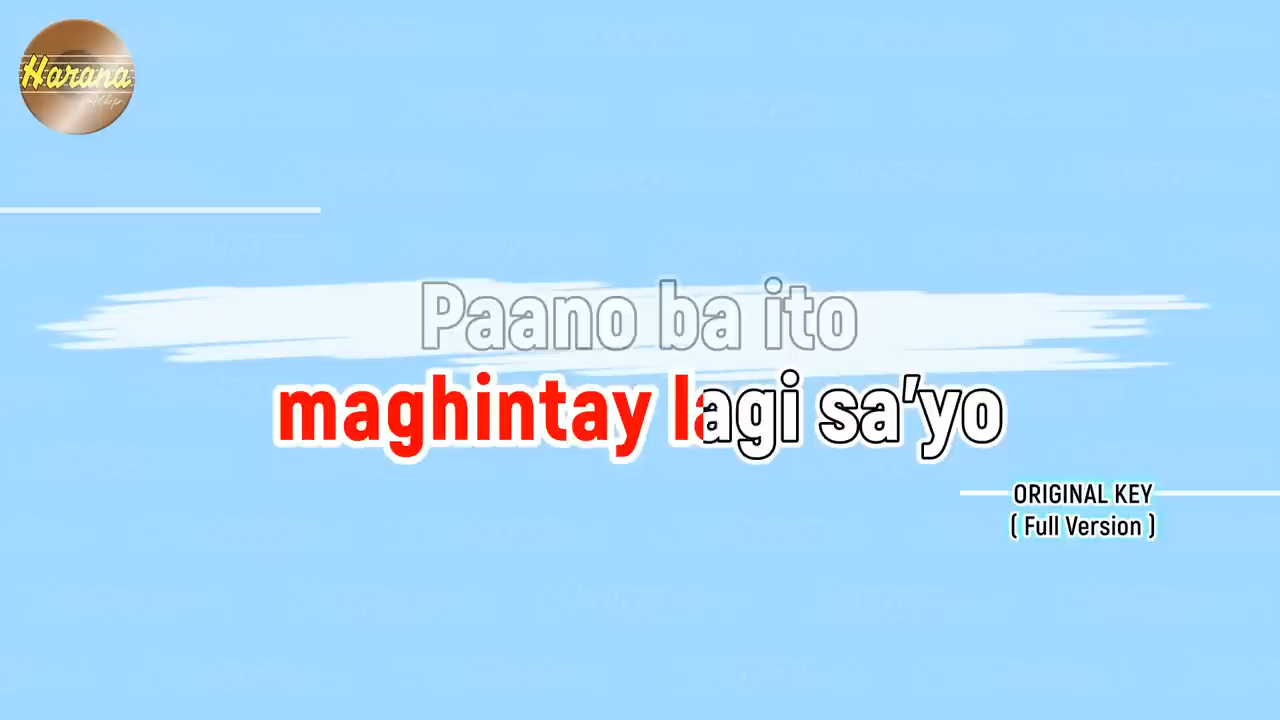 Harana
Paano ba ito
maghintay lagi sa'yo
ORIGINAL KEY
( Full Version )